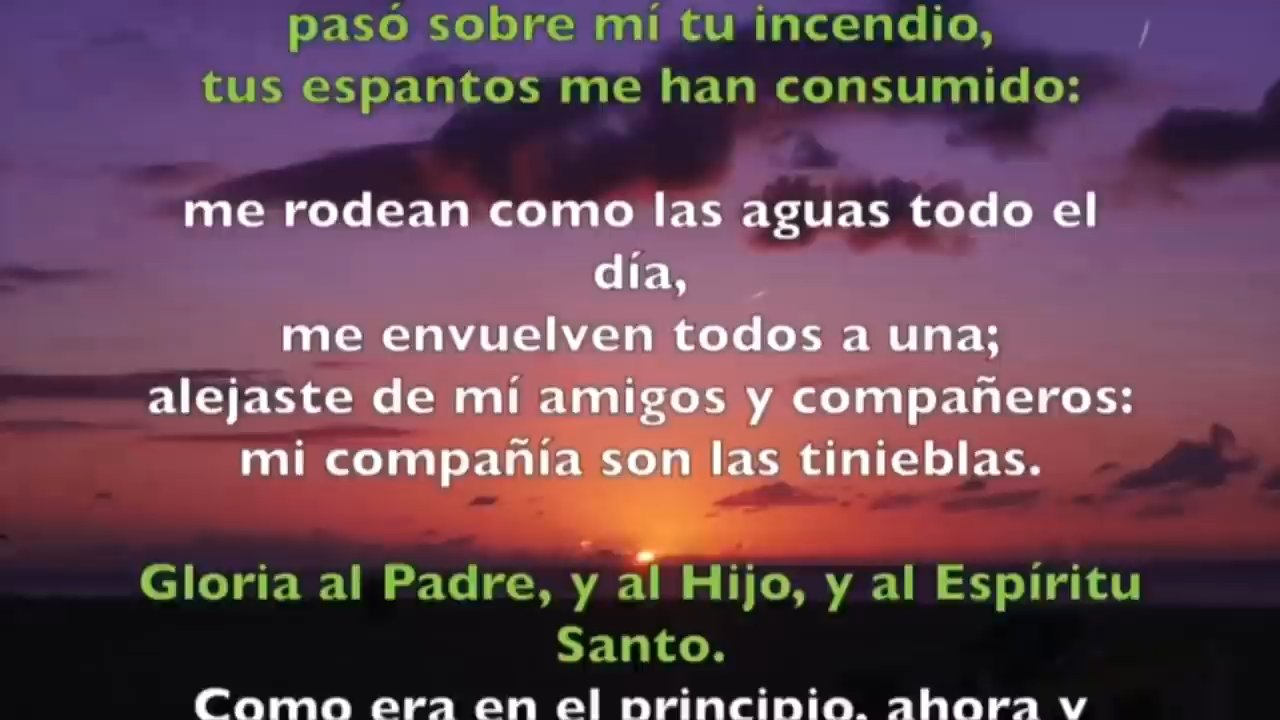 pasó sobre mí tu incendio,
tus espantos me han consumido:
me rodean como las aguas todo el
día,
me envuelven todos a una;
alejaste de mí amigos y compañeros:
mi compañía son las tinieblas.
Gloria al Padre, y al Hijo, y al Espíritu
Santo.
Como era en el principio, ahora y